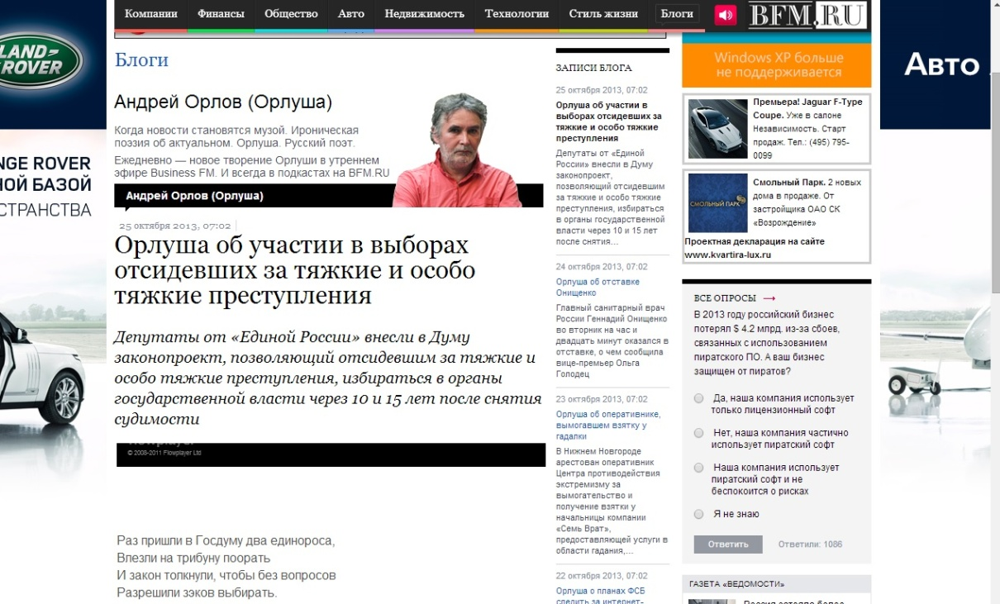 Компании
Финансы
Общество
Авто
Недвижимость
Технологии
Стиль жизни
Блоги
BFM.RU
LAND-
ROVER
NGE ROVER
НОЙ БАЗОЙ
СТРАНСТВА
Блоги
Андрей Орлов (Орлуша)
Когда новости становятся музой. Ироническая
поэзия об актуальном. Орлуша. Русский поэт.
Ежедневно — новое творение Орлуши в утреннем
эфире Business FM. И всегда в подкастах на BFM.RU
Андрей Орлов (Орлуша)
25 октября 2013, 07:02
Орлуша об участии в выборах
отсидевших за тяжкие и особо
тяжкие преступления
Депутаты от «Единой России» внесли в Думу
законопроект, позволяющий отсидевшим за тяжкие и
особо тяжкие преступления, избираться в органы
государственной власти через 10 и 15 лет после снятия
судимости
© 2008-2011 Flowplayer Ltd
Раз пришли в Госдуму два единороса,
Влезли на трибуну поорать
И закон толкнули, чтобы без вопросов
Разрешили зэков выбирать.
ЗАПИСИ БЛОГА
25 октября 2013, 07:02
Орлуша об участии в
выборах отсидевших за
тяжкие и особо тяжкие
преступления
Депутаты от «Единой
России» внесли в Думу
законопроект,
позволяющий отсидевшим
за тяжкие и особо тяжкие
преступления, избираться
в органы государственной
власти через 10 и 15 лет
после снятия…
24 октября 2013, 07:02
Орлуша об отставке
Онищенко
Главный санитарный врач
России Геннадий Онищенко
во вторник на час и
двадцать минут оказался в
отставке, о чем сообщила
вице-премьер Ольга
Голодец
23 октября 2013, 07:02
Орлуша об оперативнике,
вымогавшем взятку у
гадалки
В Нижнем Новгороде
арестован оперативник
Центра противодействия
экстремизму за
вымогательство и
получение взятки у
начальницы компании
«Семь Врат»,
предоставляющей услуги в
области гадания,…
22 октября 2013, 07:02
Орлуша о планах ФСБ
следить за интернет-
Windows XP больше
не поддерживается
Премьера! Jaguar F-Type
Coupe. Уже в салоне
Независимость. Старт
продаж. Тел.: (495) 795-
0099
СМОЛЬНЫЙ ПАРК
Смольный Парк. 2 новых
дома в продаже. От
застройщика ОАО СК
«Возрождение»
Проектная декларация на сайте
www.kvartira-lux.ru
ВСЕ ОПРОСЫ →
В 2013 году российский бизнес
потерял $ 4.2 млрд. из-за сбоев,
связанных с использованием
пиратского ПО. А ваш бизнес
защищен от пиратов?
Да, наша компания использует
только лицензионный софт
Нет, наша компания частично
использует пиратский софт
Наша компания использует
пиратский софт и не
беспокоится о рисках
Я не знаю
Ответить
Ответили: 1086
ГАЗЕТА «ВЕДОМОСТИ»
Авто